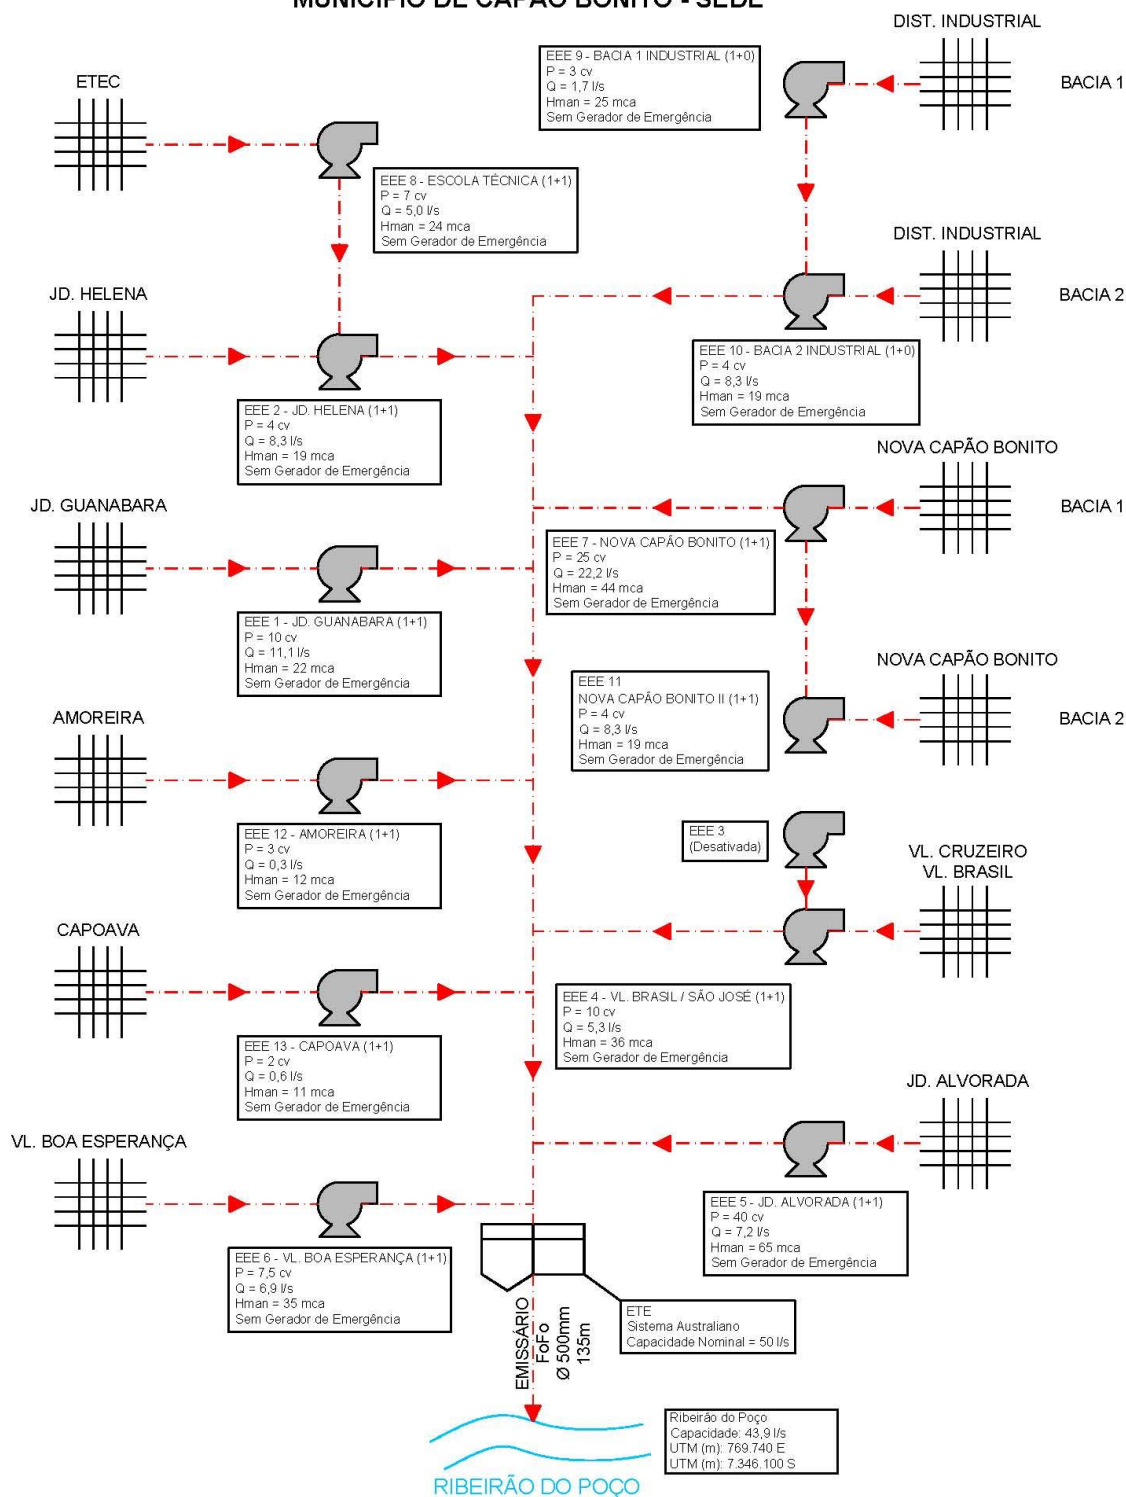 MUNICÍPIO DE CAPÃO BONITO - SEDE
DIST. INDUSTRIAL
BACIA 1
EEE 9 - BACIA 1 INDUSTRIAL (1+0)
P = 3 cv
Q = 1,7 l/s
Hman = 25 mca
Sem Gerador de Emergência
ETEC
EEE 8 - ESCOLA TÉCNICA (1+1)
P = 7 cv
Q = 5,0 l/s
Hman = 24 mca
Sem Gerador de Emergência
DIST. INDUSTRIAL
BACIA 2
JD. HELENA
EEE 10 - BACIA 2 INDUSTRIAL (1+0)
P = 4 cv
Q = 8,3 l/s
Hman = 19 mca
Sem Gerador de Emergência
EEE 2 - JD. HELENA (1+1)
P = 4 cv
Q = 8,3 l/s
Hman = 19 mca
Sem Gerador de Emergência
NOVA CAPÃO BONITO
BACIA 1
JD. GUANABARA
EEE 7 - NOVA CAPÃO BONITO (1+1)
P = 25 cv
Q = 22,2 l/s
Hman = 44 mca
Sem Gerador de Emergência
EEE 1 - JD. GUANABARA (1+1)
P = 10 cv
Q = 11,1 l/s
Hman = 22 mca
Sem Gerador de Emergência
NOVA CAPÃO BONITO
BACIA 2
EEE 11
NOVA CAPÃO BONITO II (1+1)
P = 4 cv
Q = 8,3 l/s
Hman = 19 mca
Sem Gerador de Emergência
AMOREIRA
EEE 12 - AMOREIRA (1+1)
P = 3 cv
Q = 0,3 l/s
Hman = 12 mca
Sem Gerador de Emergência
EEE 3
(Desativada)
VL. CRUZEIRO
VL. BRASIL
CAPOAVA
EEE 4 - VL. BRASIL / SÃO JOSÉ (1+1)
P = 10 cv
Q = 5,3 l/s
Hman = 36 mca
Sem Gerador de Emergência
EEE 13 - CAPOAVA (1+1)
P = 2 cv
Q = 0,6 l/s
Hman = 11 mca
Sem Gerador de Emergência
JD. ALVORADA
VL. BOA ESPERANÇA
EEE 5 - JD. ALVORADA (1+1)
P = 40 cv
Q = 7,2 l/s
Hman = 65 mca
Sem Gerador de Emergência
EEE 6 - VL. BOA ESPERANÇA (1+1)
P = 7,5 cv
Q = 6,9 l/s
Hman = 35 mca
Sem Gerador de Emergência
ETE
Sistema Australiano
Capacidade Nominal = 50 l/s
EMISSÁRIO
FoFo
Ø 500mm
135m
Ribeirão do Poço
Capacidade: 43,9 l/s
UTM (m): 769.740 E
UTM (m): 7.346.100 S
RIBEIRÃO DO POÇO